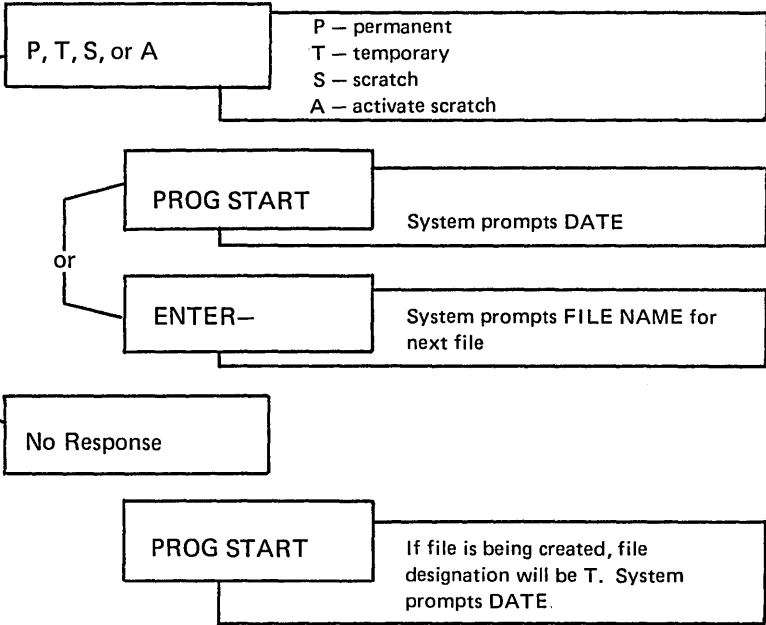 P, T, S, or A
P — permanent
T — temporary
S — scratch
A — activate scratch
PROG START
System prompts DATE
or
ENTER—
System prompts FILE NAME for
next file
No Response
PROG START
If file is being created, file
designation will be T. System
prompts DATE.